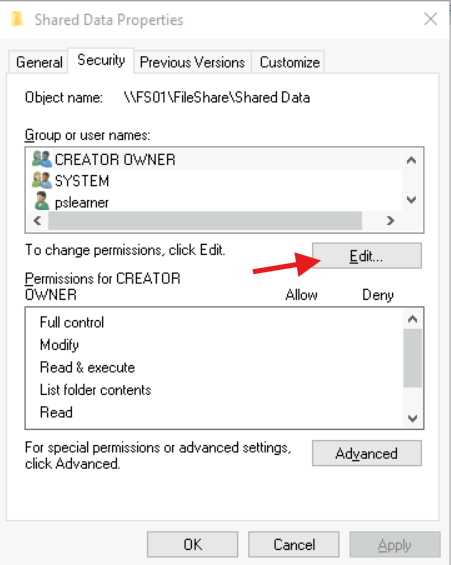 Shared Data Properties
General Security Previous Versions Customize
Object name: \\FS01\FileShare\Shared Data
Group or user names:
CREATOR OWNER
SYSTEM
pslearner
To change permissions, click Edit.
Edit...
Permissions for CREATOR
OWNER Allow Deny
Full control
Modify
Read & execute
List folder contents
Read
For special permissions or advanced settings,
click Advanced.
Advanced
OK Cancel Apply